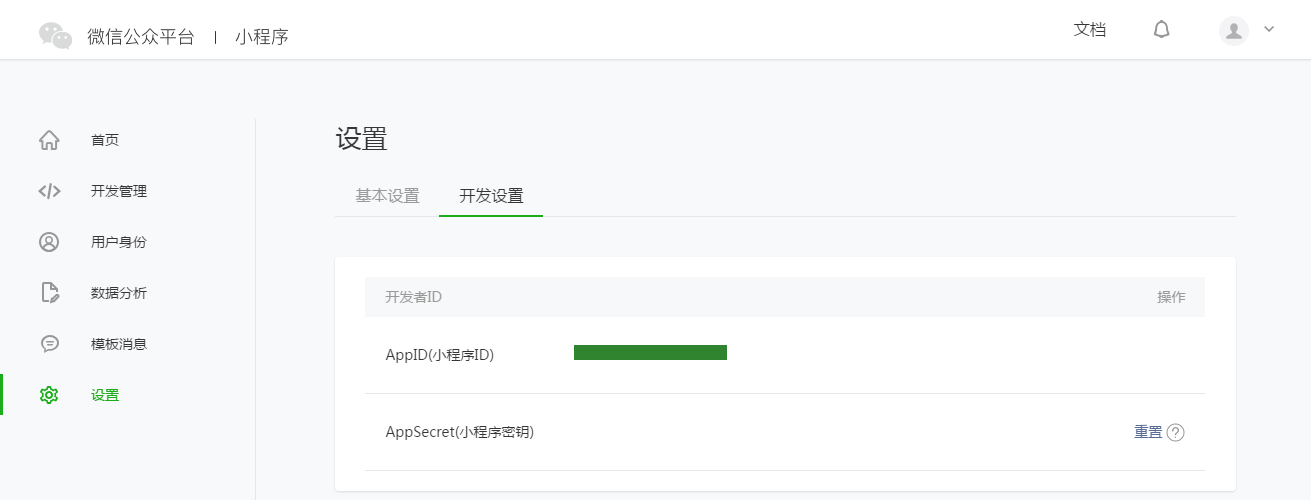 微信公众平台 | 小程序
文档
首页
开发管理
用户身份
数据分析
模板消息
设置
设置
基本设置 开发设置
开发者ID 操作
AppID(小程序ID)
AppSecret(小程序密钥) 重置 ?